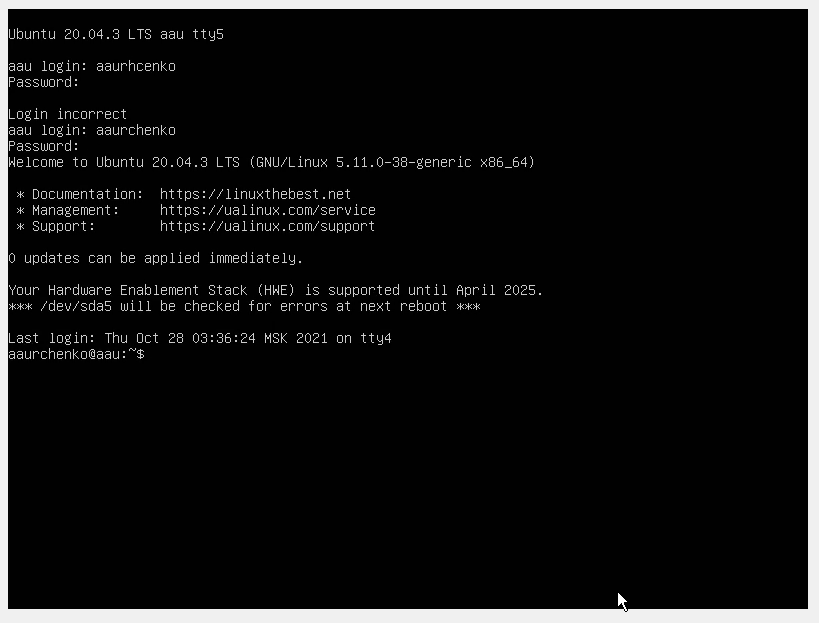 Ubuntu 20.04.3 LTS aau tty5
aau login: aaurhcenko
Password:
Login incorrect
aau login: aaurchenko
Password:
Welcome to Ubuntu 20.04.3 LTS (GNU/Linux 5.11.0-38-generic x86_64)
* Documentation:  https://linuxthebest.net
* Management:     https://ualinux.com/service
* Support:        https://ualinux.com/support
0 updates can be applied immediately.
Your Hardware Enablement Stack (HWE) is supported until April 2025.
*** /dev/sda5 will be checked for errors at next reboot ***
Last login: Thu Oct 28 03:36:24 MSK 2021 on tty4
aaurchenko@aau:~$